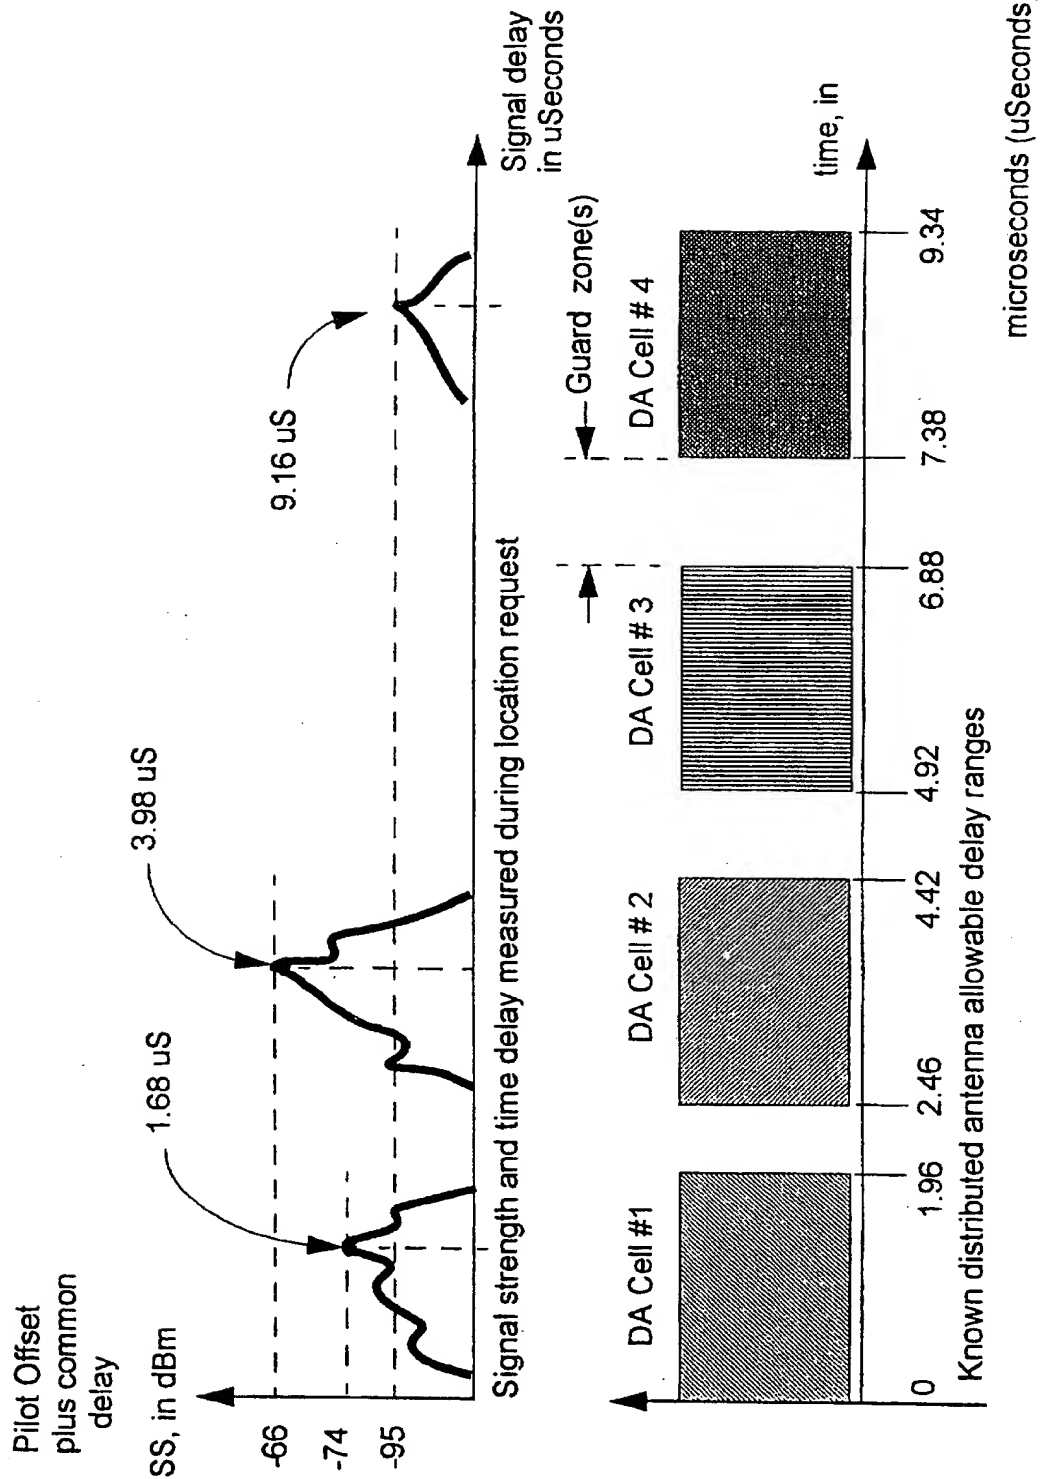 Pilot Offset
plus common
delay
SS, in dBm
-66
-74
-95
1.68 uS
3.98 uS
9.16 uS
Signal delay
in uSeconds
Signal strength and time delay measured during location request
Guard zone(s)
DA Cell #1
DA Cell # 2
DA Cell # 3
DA Cell # 4
time, in
0
1.96
2.46
4.42
4.92
6.88
7.38
9.34
Known distributed antenna allowable delay ranges
microseconds (uSeconds